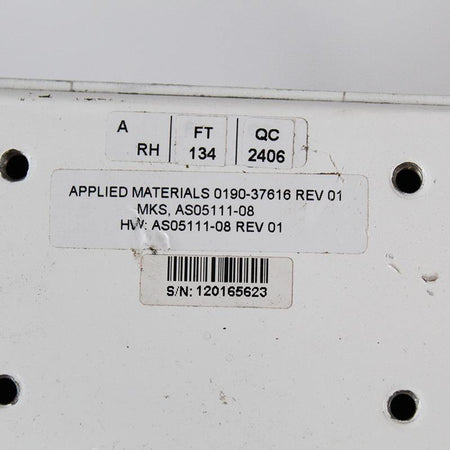 A RH FT 134 QC 2406
APPLIED MATERIALS 0190-37616 REV 01
MKS, AS05111-08
HW: AS05111-08 REV 01
S/N: 120165623